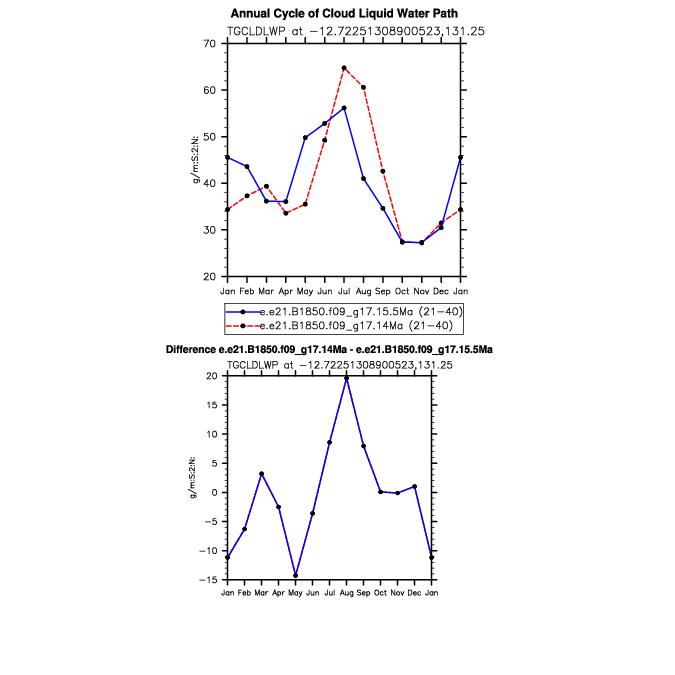 Annual Cycle of Cloud Liquid Water Path
TGCLDLWP at −12.72251308900523,131.25
70
60
50
40
30
20
g/m:S:2:N:
Jan Feb Mar Apr May Jun Jul Aug Sep Oct Nov Dec Jan
e.e21.B1850.f09_g17.15.5Ma (21−40)
e.e21.B1850.f09_g17.14Ma (21−40)
Difference e.e21.B1850.f09_g17.14Ma - e.e21.B1850.f09_g17.15.5Ma
TGCLDLWP at −12.72251308900523,131.25
20
15
10
5
0
−5
−10
−15
g/m:S:2:N:
Jan Feb Mar Apr May Jun Jul Aug Sep Oct Nov Dec Jan